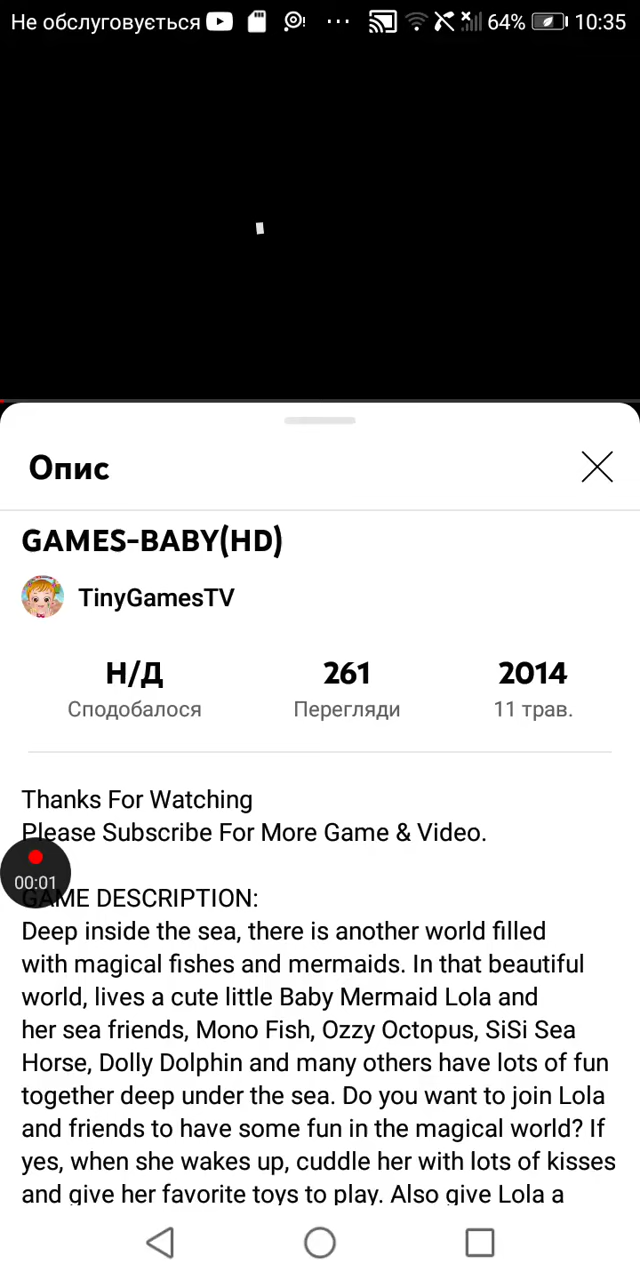 Не обслуговується 64% 10:35
Опис
GAMES-BABY(HD)
TinyGamesTV
Н/Д 261 2014
Сподобалося Перегляди 11 трав.
Thanks For Watching
Please Subscribe For More Game & Video.
00:01
GAME DESCRIPTION:
Deep inside the sea, there is another world filled
with magical fishes and mermaids. In that beautiful
world, lives a cute little Baby Mermaid Lola and
her sea friends, Mono Fish, Ozzy Octopus, SiSi Sea
Horse, Dolly Dolphin and many others have lots of fun
together deep under the sea. Do you want to join Lola
and friends to have some fun in the magical world? If
yes, when she wakes up, cuddle her with lots of kisses
and give her favorite toys to play. Also give Lola a